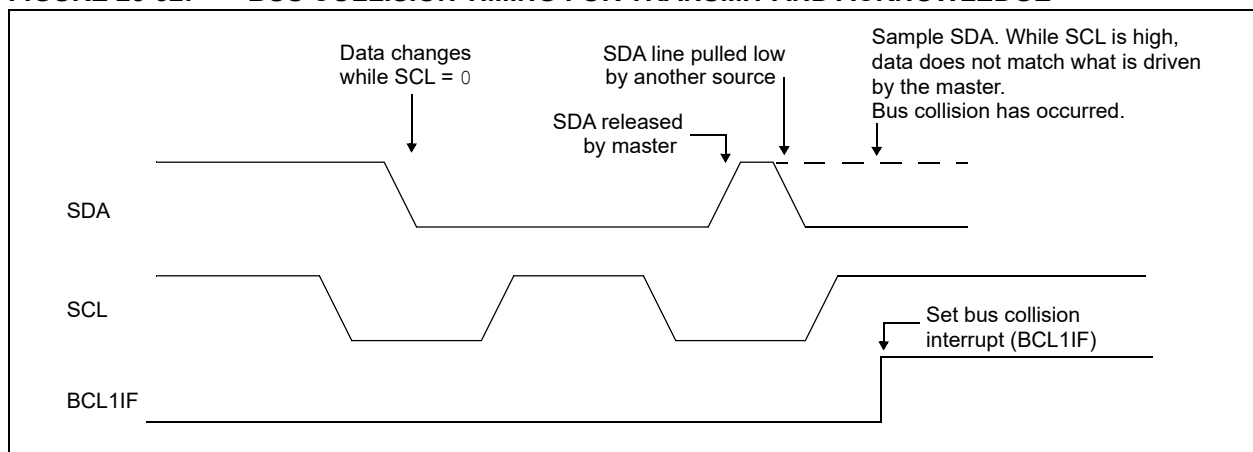 Data changes
while SCL = 0
SDA line pulled low
by another source
SDA released
by master
Sample SDA. While SCL is high,
data does not match what is driven
by the master.
Bus collision has occurred.
SDA
SCL
Set bus collision
interrupt (BCL1IF)
BCL1IF